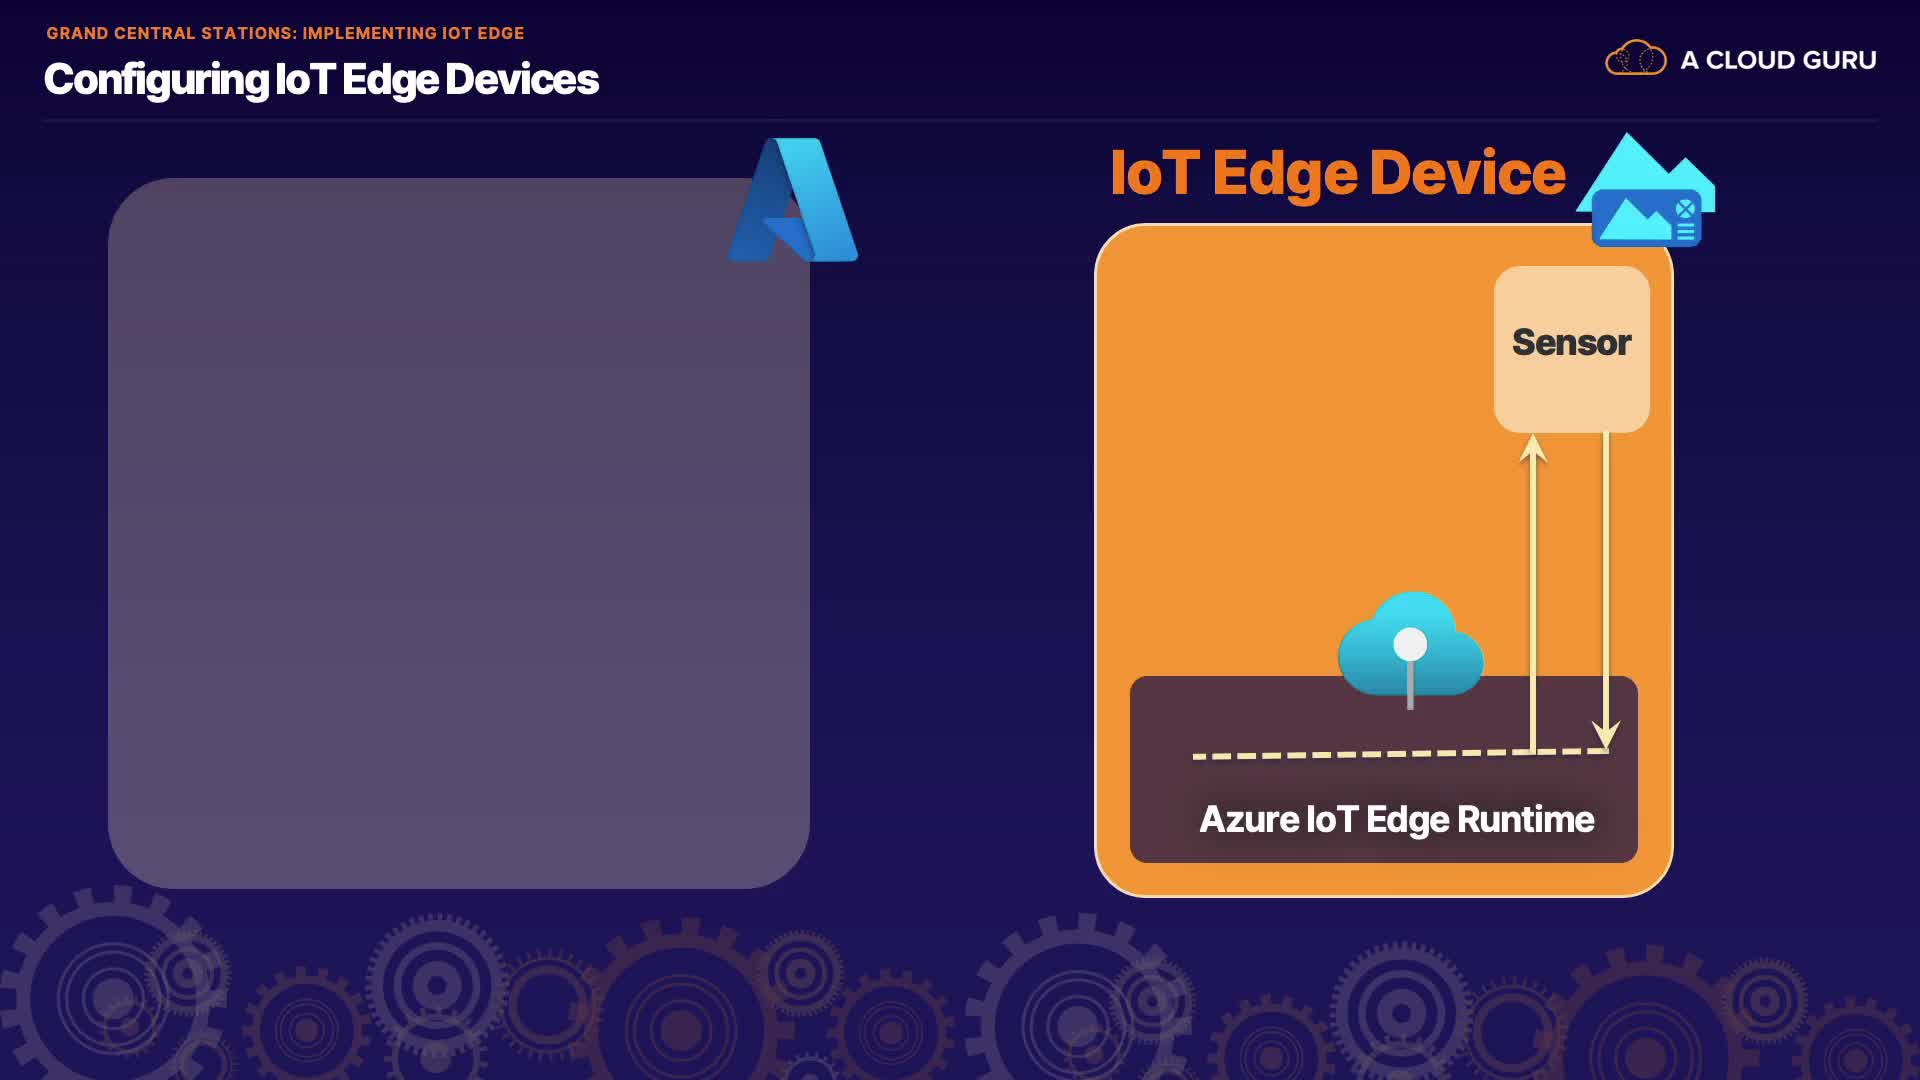 GRAND CENTRAL STATIONS: IMPLEMENTING IOT EDGE
Configuring IoT Edge Devices
A CLOUD GURU
IoT Edge Device
Sensor
Azure IoT Edge Runtime